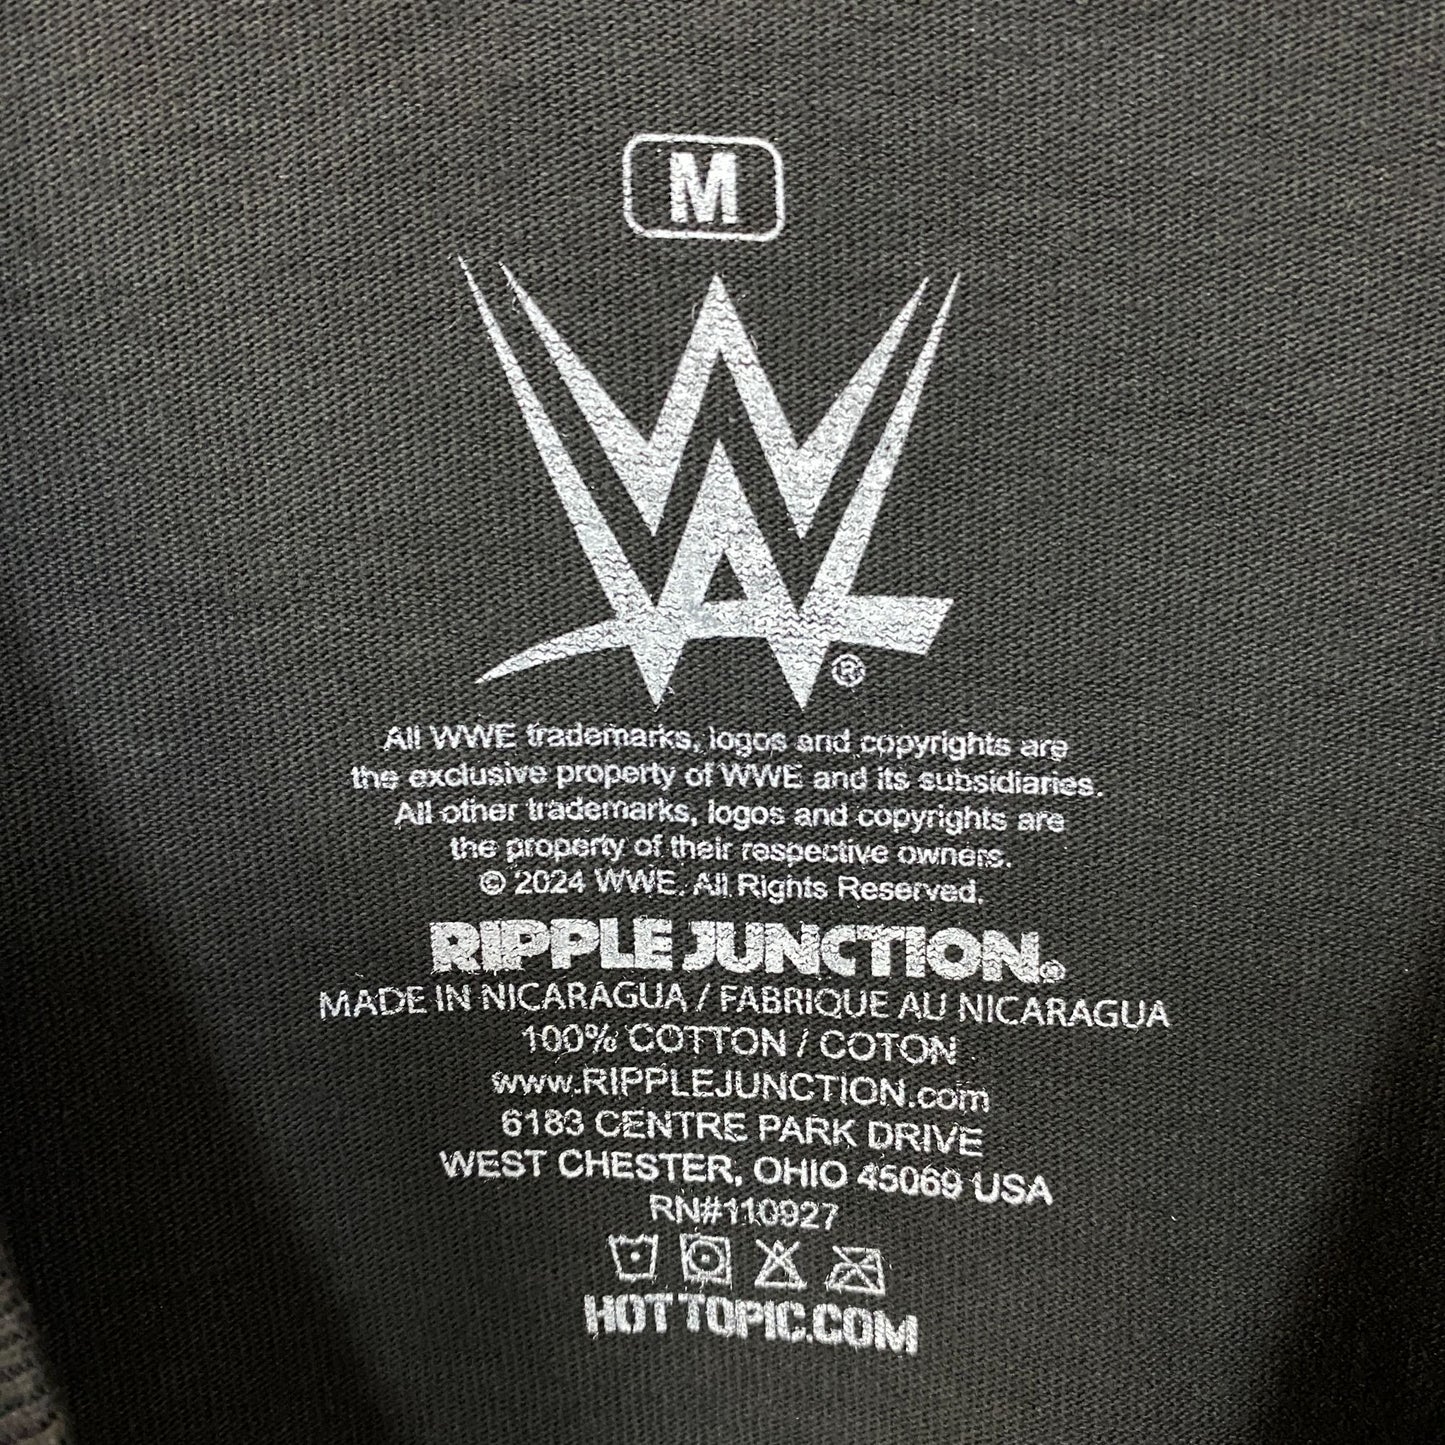 M
W
®
All WWE trademarks, logos and copyrights are
the exclusive property of WWE and its subsidiaries.
All other trademarks, logos and copyrights are
the property of their respective owners.
© 2024 WWE. All Rights Reserved.
RIPPLE JUNCTION®
MADE IN NICARAGUA / FABRIQUE AU NICARAGUA
100% COTTON / COTON
www.RIPPLEJUNCTION.com
6183 CENTRE PARK DRIVE
WEST CHESTER, OHIO 45069 USA
RN#110927
HOTTOPIC.COM